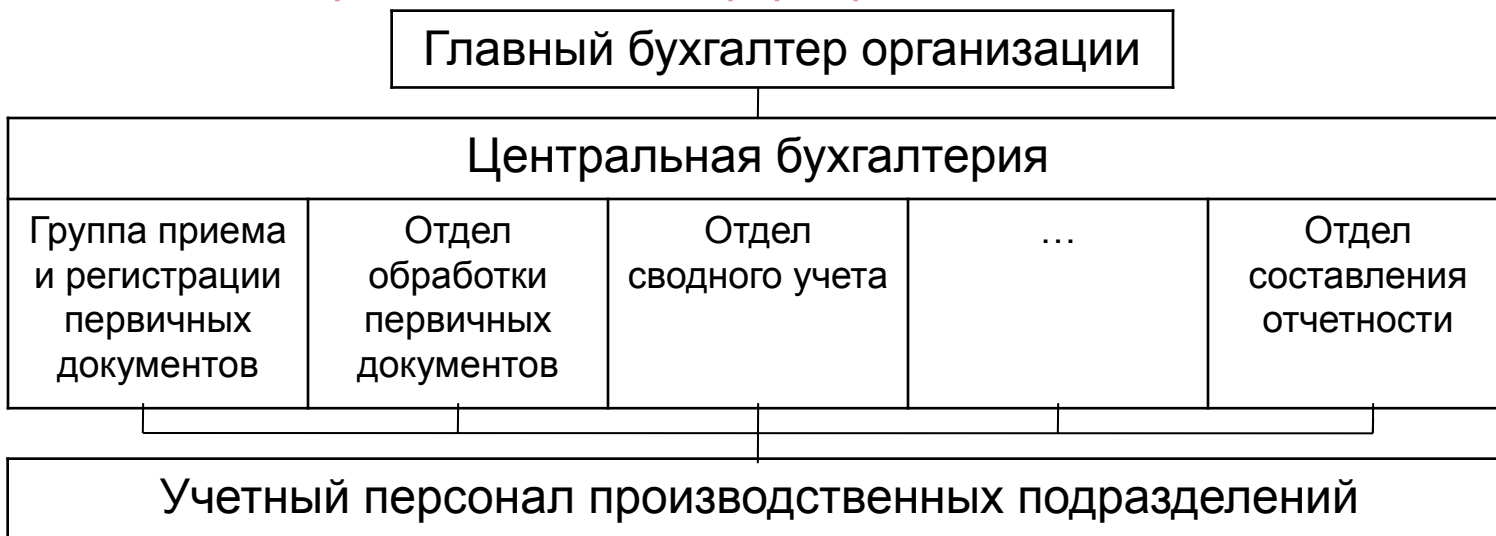 Главный бухгалтер организации
Центральная бухгалтерия
Группа приема
и регистрации
первичных
документов
Отдел
обработки
первичных
документов
Отдел
сводного учета
…
Отдел
составления
отчетности
Учетный персонал производственных подразделений